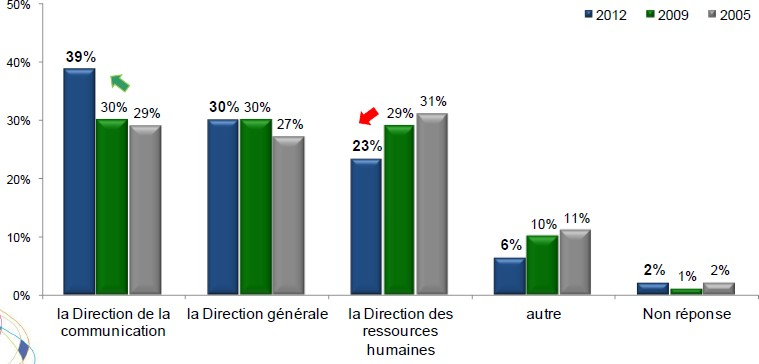 50%
2012 2009 2005
40%
39%
30% 29%
30% 30%
27%
23% 29% 31%
30%
20%
10%
6% 10% 11%
2% 1% 2%
0%
la Direction de la
communication
la Direction générale
la Direction des
ressources
humaines
autre
Non réponse